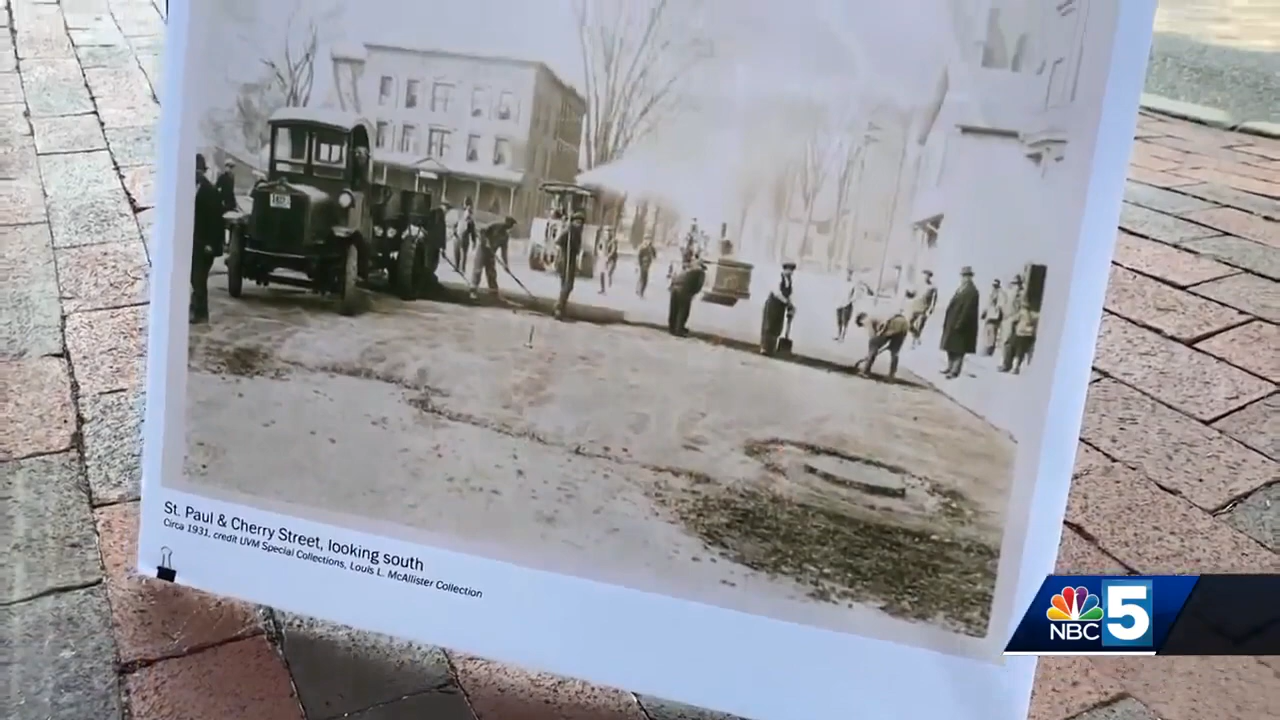 St. Paul & Cherry Street, looking south
Circa 1931, credit UVM Special Collections, Louis L. McAllister Collection
NBC 5